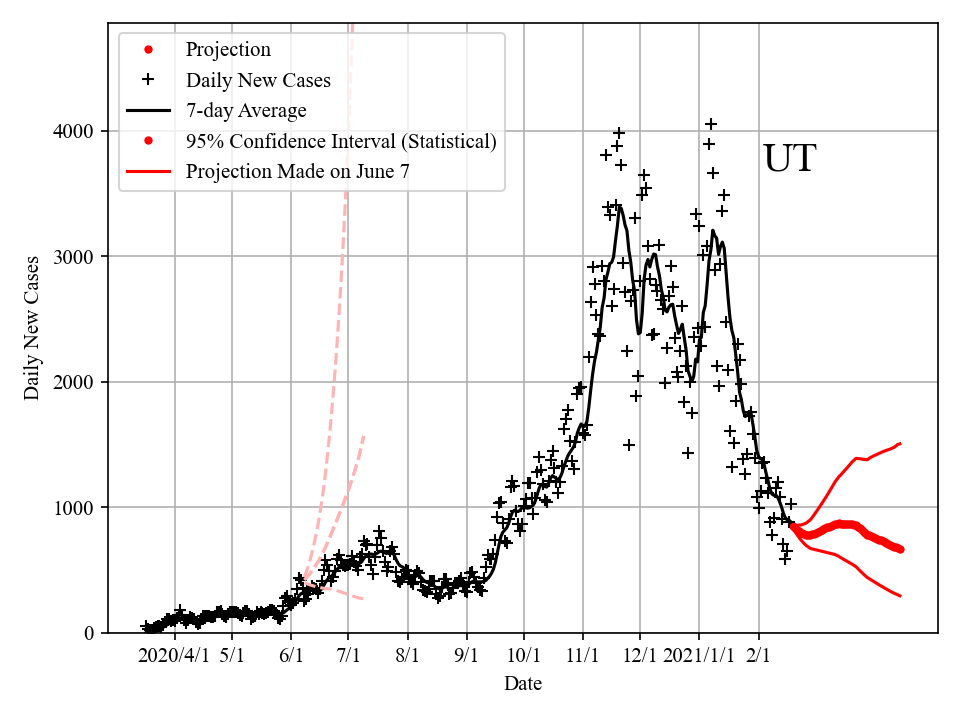 Projection
Daily New Cases
7-day Average
95% Confidence Interval (Statistical)
Projection Made on June 7
UT
Daily New Cases
4000
3000
2000
1000
0
2020/4/1 5/1 6/1 7/1 8/1 9/1 10/1 11/1 12/1 2021/1/1 2/1
Date